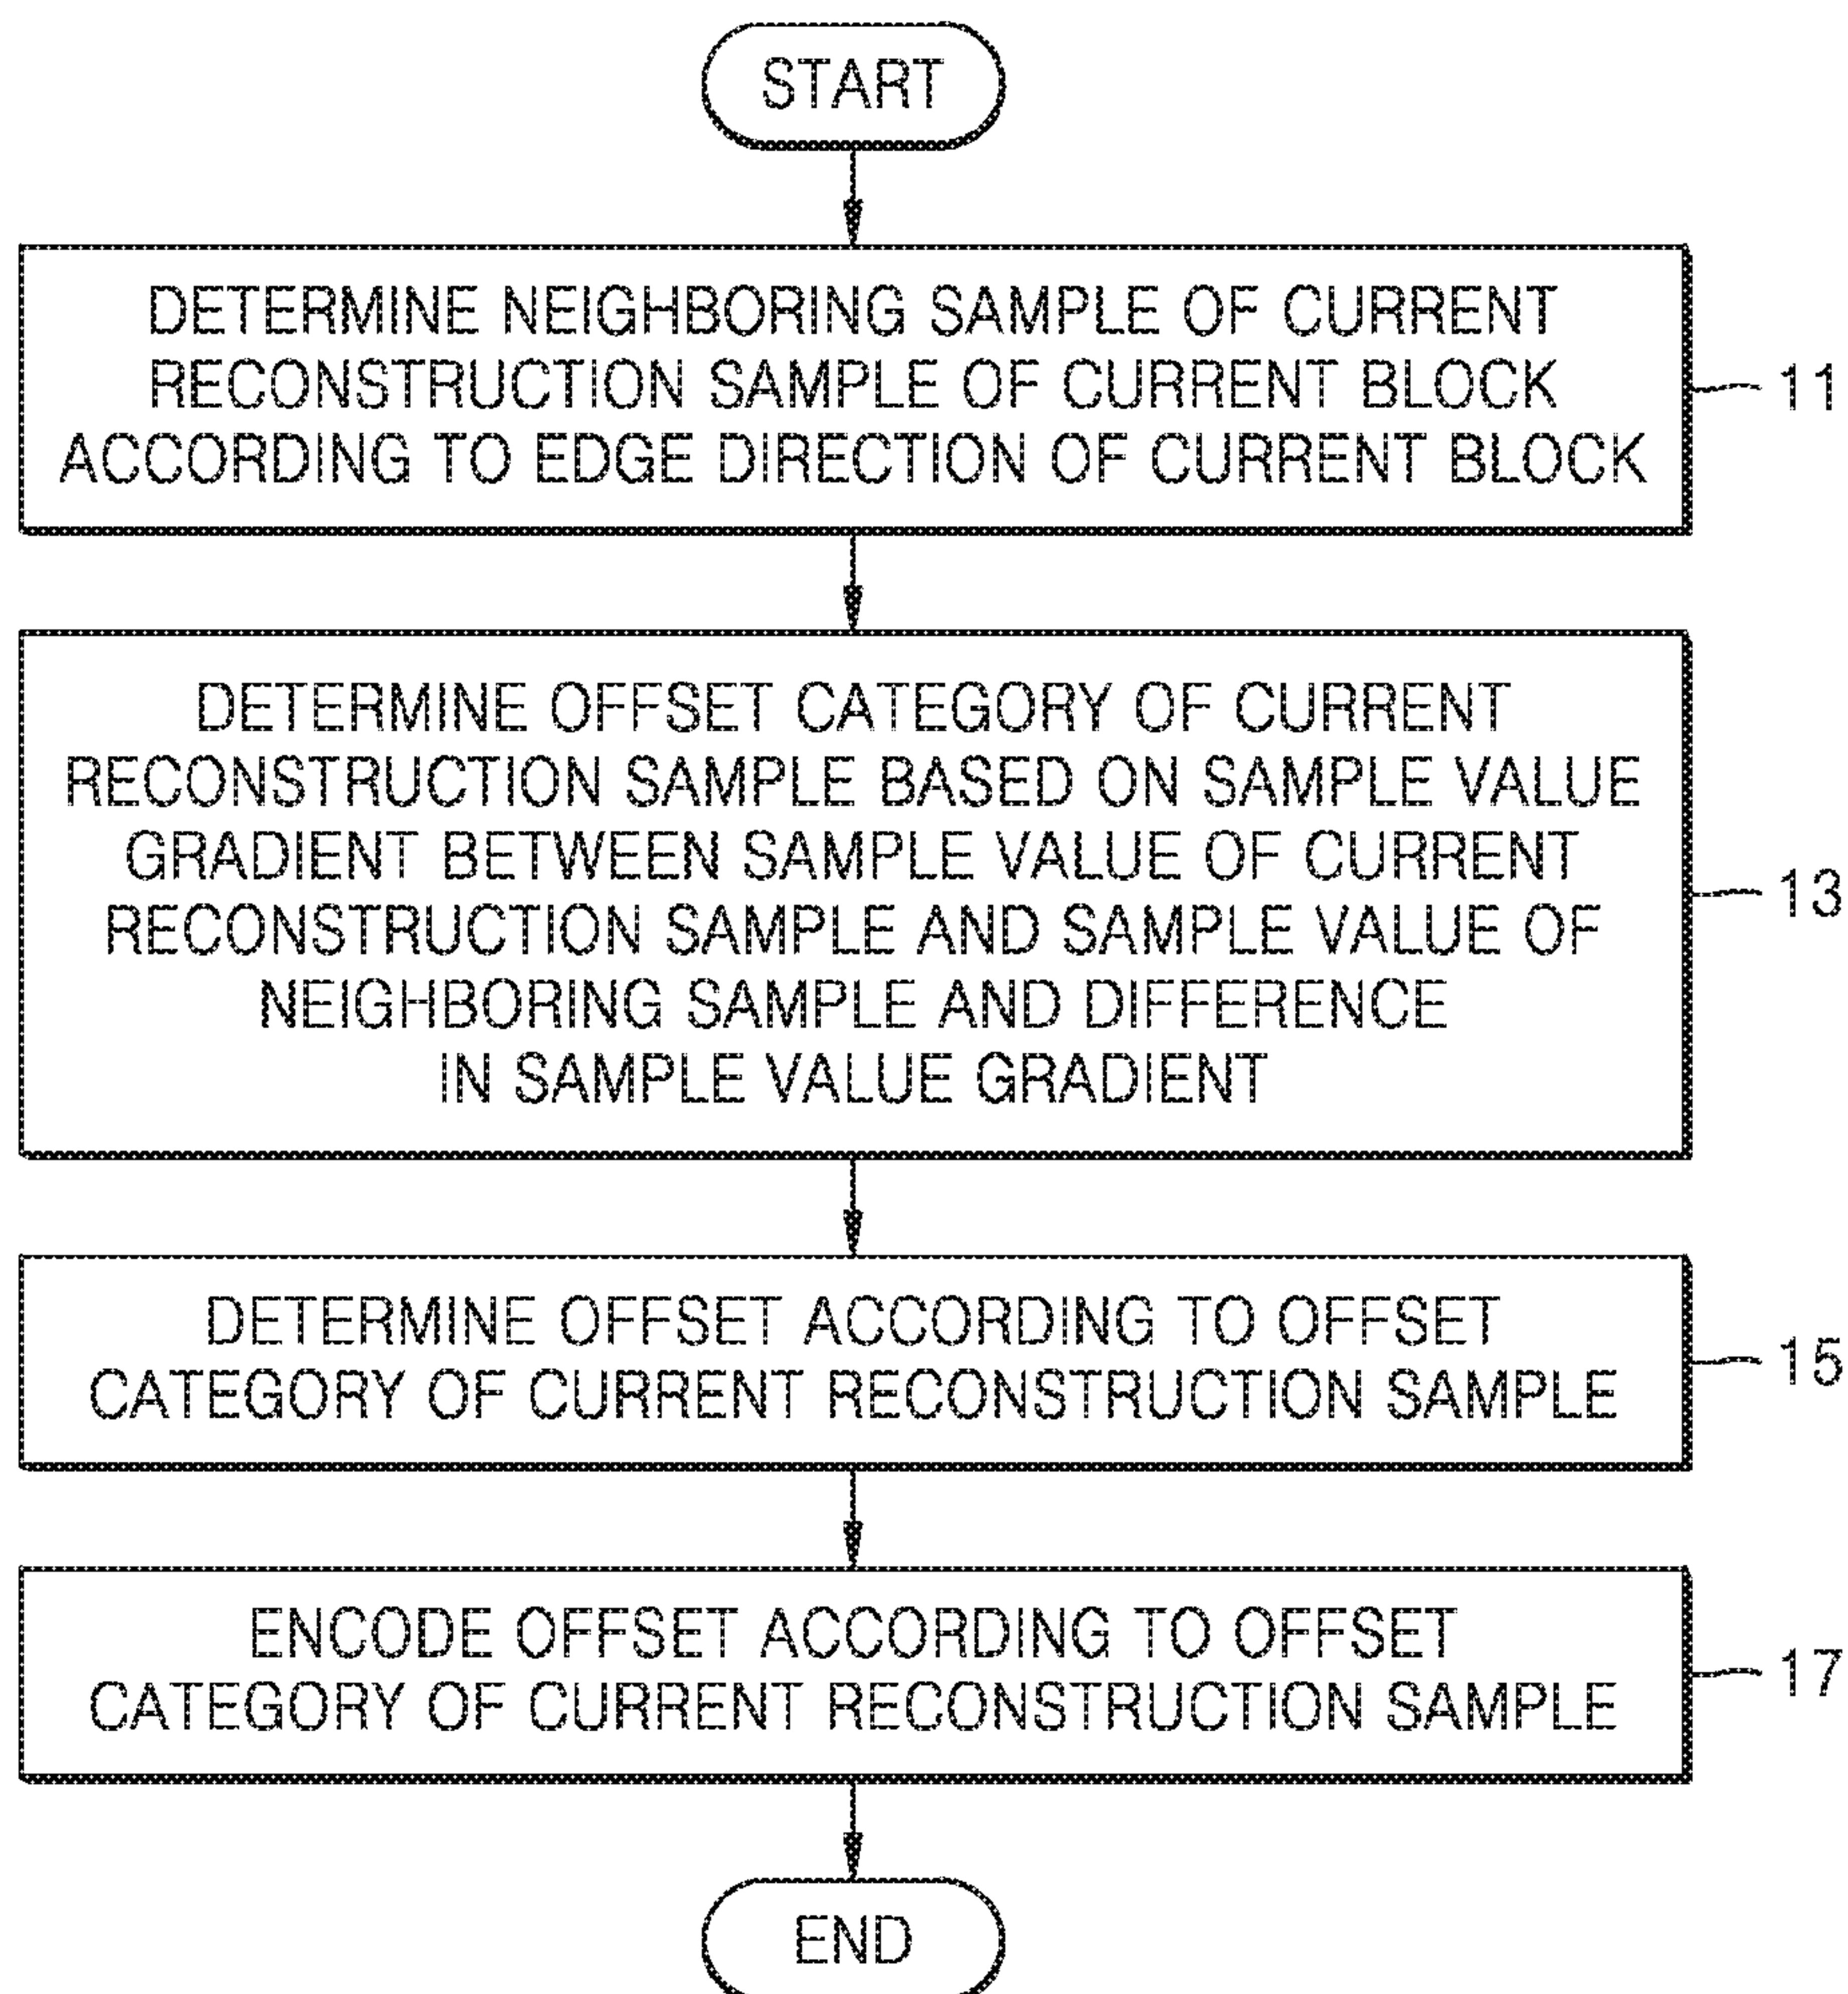 START
DETERMINE NEIGHBORING SAMPLE OF CURRENT
RECONSTRUCTION SAMPLE OF CURRENT BLOCK
ACCORDING TO EDGE DIRECTION OF CURRENT BLOCK
11
DETERMINE OFFSET CATEGORY OF CURRENT
RECONSTRUCTION SAMPLE BASED ON SAMPLE VALUE
GRADIENT BETWEEN SAMPLE VALUE OF CURRENT
RECONSTRUCTION SAMPLE AND SAMPLE VALUE OF
NEIGHBORING SAMPLE AND DIFFERENCE
IN SAMPLE VALUE GRADIENT
13
DETERMINE OFFSET ACCORDING TO OFFSET
CATEGORY OF CURRENT RECONSTRUCTION SAMPLE
15
ENCODE OFFSET ACCORDING TO OFFSET
CATEGORY OF CURRENT RECONSTRUCTION SAMPLE
17
END